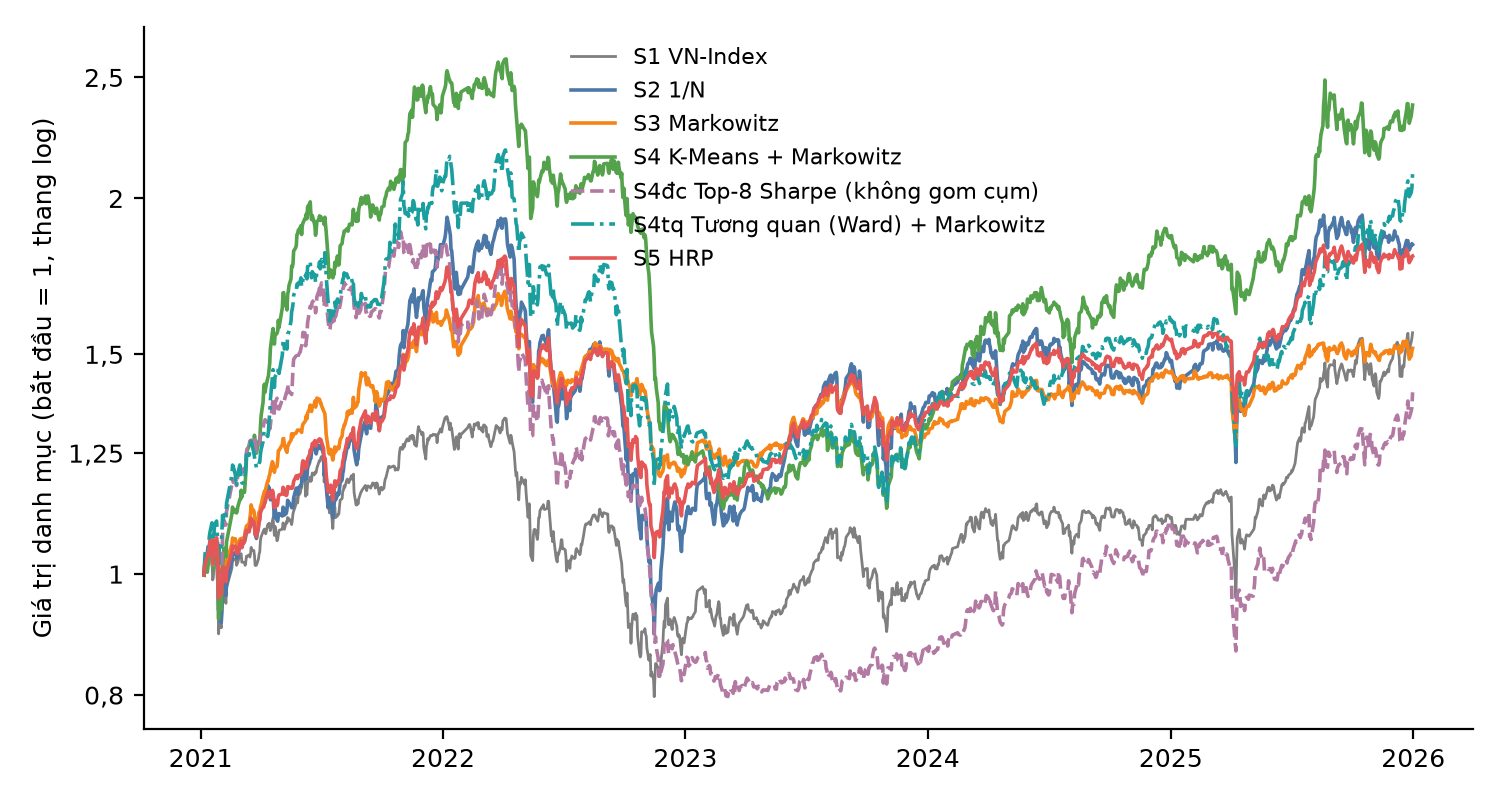 Giá trị danh mục (bắt đầu = 1, thang log)
2,5
2
1,5
1,25
1
0,8
S1 VN-Index
S2 1/N
S3 Markowitz
S4 K-Means + Markowitz
S4đc Top-8 Sharpe (không gom cụm)
S4tq Tương quan (Ward) + Markowitz
S5 HRP
2021
2022
2023
2024
2025
2026